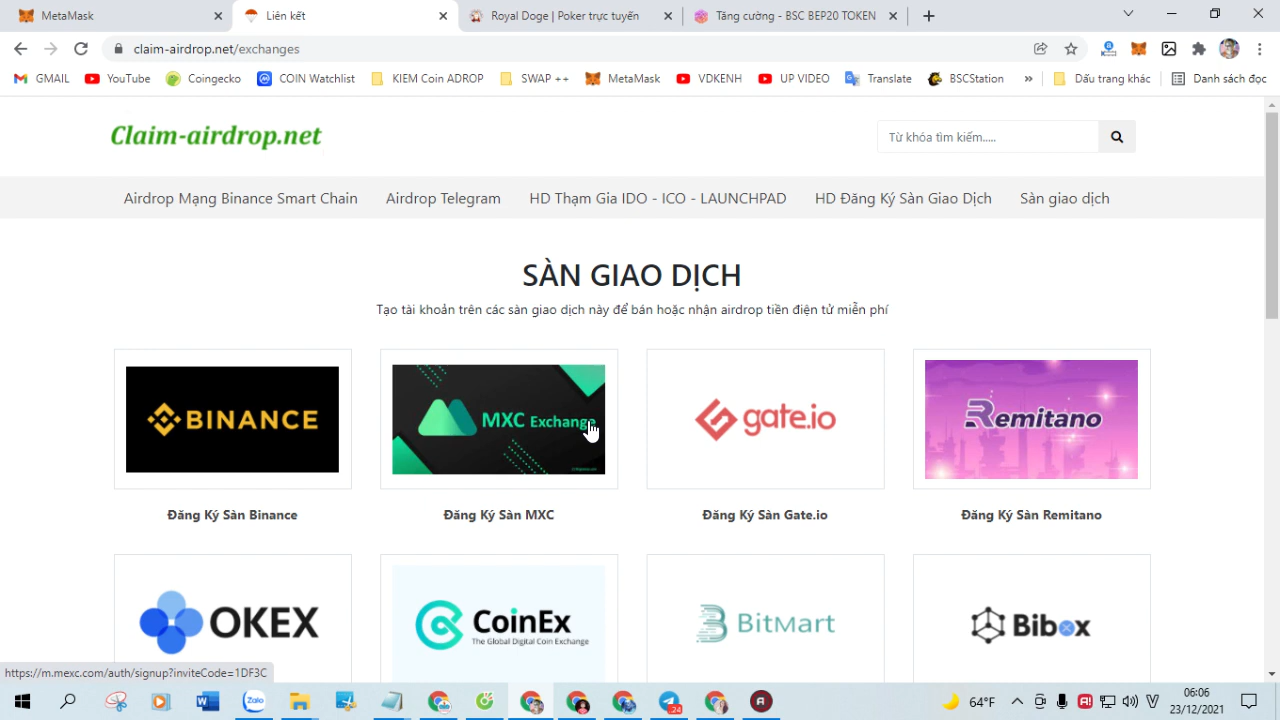 MetaMask
Liên kết
Royal Doge | Poker trực tuyến
Tăng cường - BSC BEP20 TOKEN
claim-airdrop.net/exchanges
GMAIL
YouTube
Coingecko
COIN Watchlist
KIEM Coin ADROP
SWAP ++
MetaMask
VDKENH
UP VIDEO
Translate
BSCStation
»
Dấu trang khác
Danh sách đọc
Claim-airdrop.net
Từ khóa tìm kiếm.....
Airdrop Mạng Binance Smart Chain
Airdrop Telegram
HD Thạm Gia IDO - ICO - LAUNCHPAD
HD Đăng Ký Sàn Giao Dịch
Sàn giao dịch
SÀN GIAO DỊCH
Tạo tài khoản trên các sàn giao dịch này để bán hoặc nhận airdrop tiền điện tử miễn phí
BINANCE
MXC Exchange
gate.io
Remitano
Đăng Ký Sàn Binance
Đăng Ký Sàn MXC
Đăng Ký Sàn Gate.io
Đăng Ký Sàn Remitano
OKEX
CoinEx
The Global Digital Coin Exchange
BitMart
Bibox
https://m.mexc.com/auth/signup?inviteCode=1DF3C
Zalo
24
64°F
06:06
23/12/2021